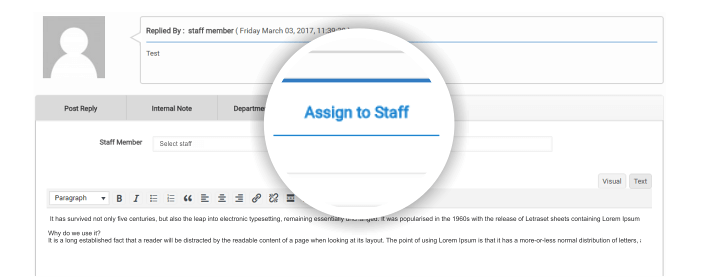 Replied By : staff member ( Friday March 03, 2017, 11:39:
Test
Post Reply Internal Note Departme Assign to Staff
Staff Member Select staff
Visual Text
Paragraph B I
It has survived not only five centuries, but also the leap into electronic typesetting, remaining essentially unchanged. It was popularised in the 1960s with the release of Letraset sheets containing Lorem Ipsum
Why do we use it?
It is a long established fact that a reader will be distracted by the readable content of a page when looking at its layout. The point of using Lorem Ipsum is that it has a more-or-less normal distribution of letters,